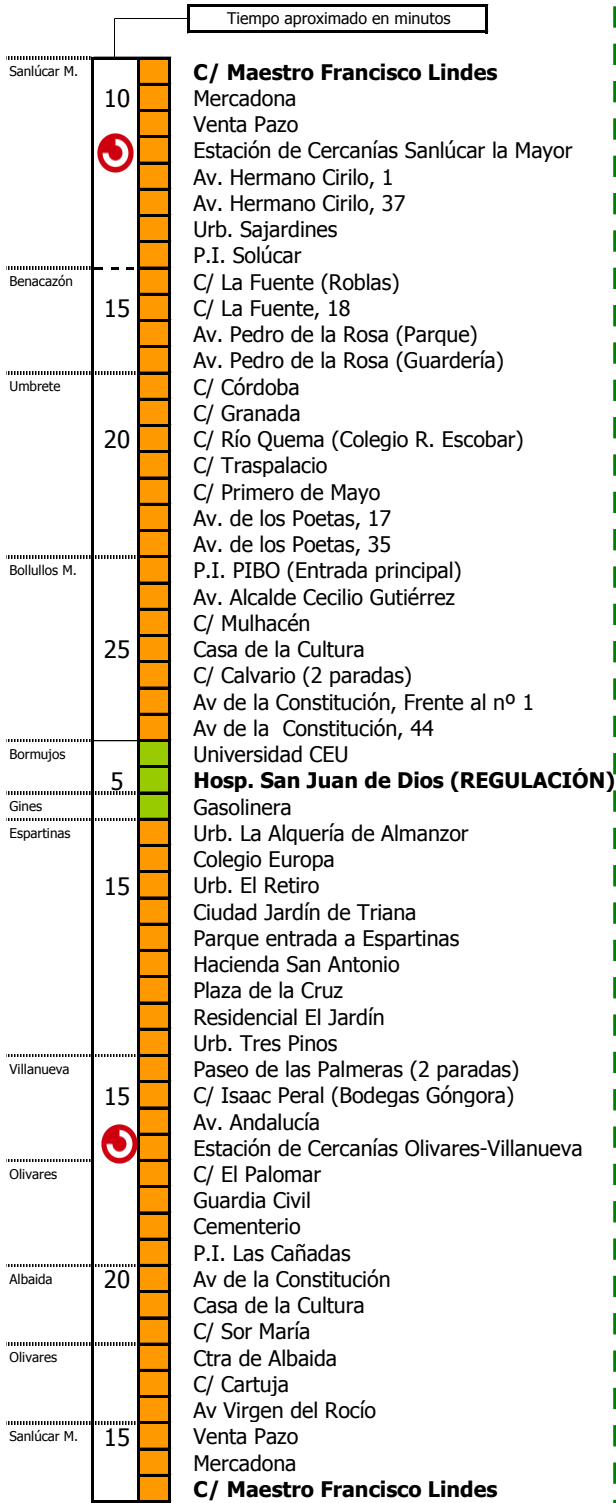 Tiempo aproximado en minutos
Sanlúcar M. C/ Maestro Francisco Lindes
10 Mercadona
Venta Pazo
Estación de Cercanías Sanlúcar la Mayor
Av. Hermano Cirilo, 1
Av. Hermano Cirilo, 37
Urb. Sajardines
P.I. Solúcar
Benacazón C/ La Fuente (Roblas)
15 C/ La Fuente, 18
Av. Pedro de la Rosa (Parque)
Av. Pedro de la Rosa (Guardería)
Umbrete C/ Córdoba
C/ Granada
20 C/ Río Quema (Colegio R. Escobar)
C/ Traspalacio
C/ Primero de Mayo
Av. de los Poetas, 17
Av. de los Poetas, 35
Bollullos M. P.I. PIBO (Entrada principal)
Av. Alcalde Cecilio Gutiérrez
C/ Mulhacén
25 Casa de la Cultura
C/ Calvario (2 paradas)
Av de la Constitución, Frente al nº 1
Av de la Constitución, 44
Bormujos Universidad CEU
5 Hosp. San Juan de Dios (REGULACIÓN)
Gines Gasolinera
Espartinas Urb. La Alquería de Almanzor
Colegio Europa
15 Urb. El Retiro
Ciudad Jardín de Triana
Parque entrada a Espartinas
Hacienda San Antonio
Plaza de la Cruz
Residencial El Jardín
Urb. Tres Pinos
Villanueva Paseo de las Palmeras (2 paradas)
15 C/ Isaac Peral (Bodegas Góngora)
Av. Andalucía
Estación de Cercanías Olivares-Villanueva
Olivares C/ El Palomar
Guardia Civil
Cementerio
P.I. Las Cañadas
Albaida 20 Av de la Constitución
Casa de la Cultura
C/ Sor María
Olivares Ctra de Albaida
C/ Cartuja
Av Virgen del Rocío
Sanlúcar M. 15 Venta Pazo
Mercadona
C/ Maestro Francisco Lindes